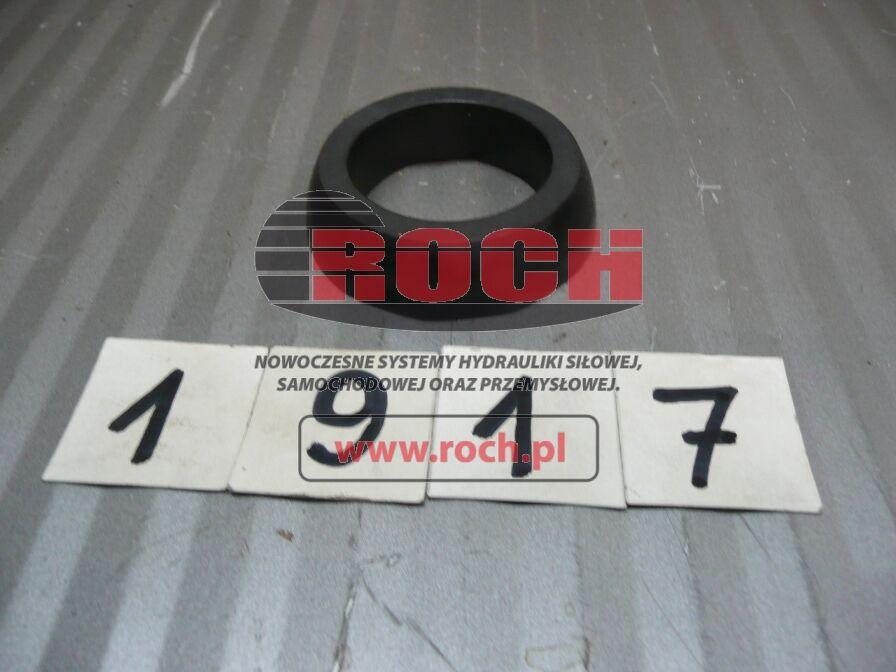 ROCH
NOWOCZESNE SYSTEMY HYDRAULIKI SIŁOWEJ,
SAMOCHODOWEJ ORAZ PRZEMYSŁOWEJ.
1 9 1 7
www.roch.pl